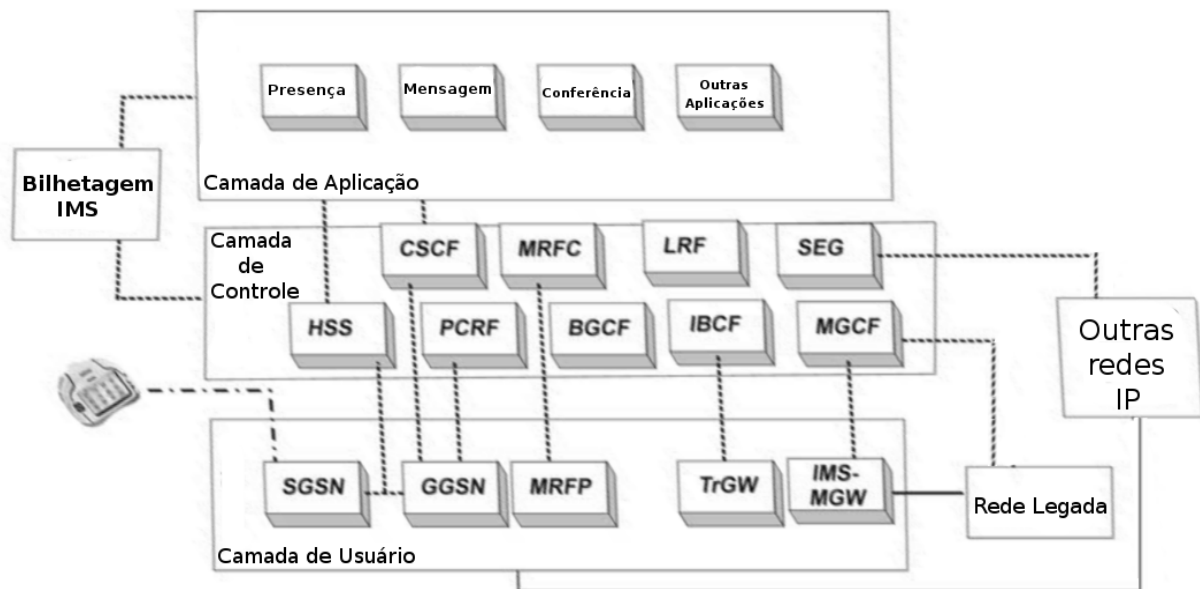 Presença
Mensagem
Conferência
Outras
Aplicações
Camada de Aplicação
Bilhetagem
IMS
Camada
de
Controle
CSCF
MRFC
LRF
SEG
HSS
PCRF
BGCF
IBCF
MGCF
Outras
redes
IP
SGSN
GGSN
MRFP
TrGW
IMS-
MGW
Rede Legada
Camada de Usuário